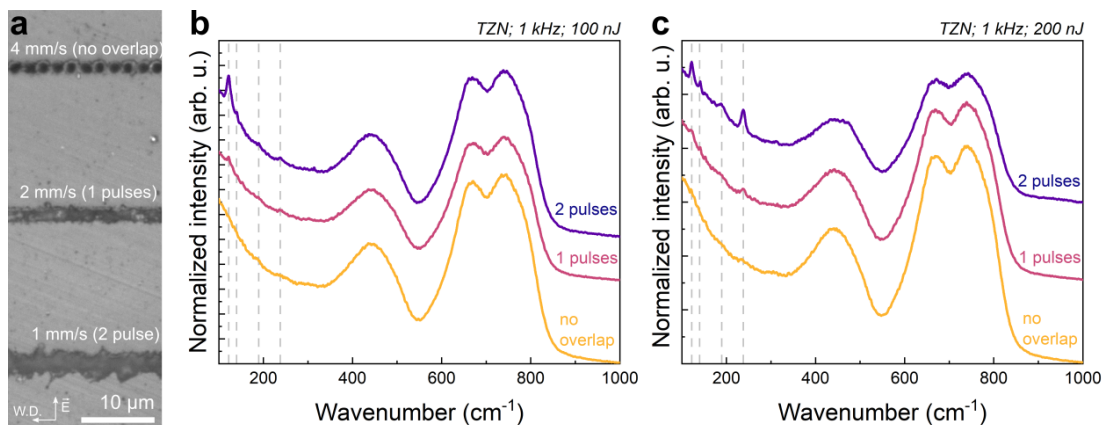 a
4 mm/s (no overlap)
2 mm/s (1 pulses)
1 mm/s (2 pulse)
W.D.
E
10 μm
b
TZN; 1 kHz; 100 nJ
Normalized intensity (arb. u.)
2 pulses
1 pulses
no
overlap
200 400 600 800 1000
Wavenumber (cm⁻¹)
c
TZN; 1 kHz; 200 nJ
Normalized intensity (arb. u.)
2 pulses
1 pulses
no
overlap
200 400 600 800 1000
Wavenumber (cm⁻¹)